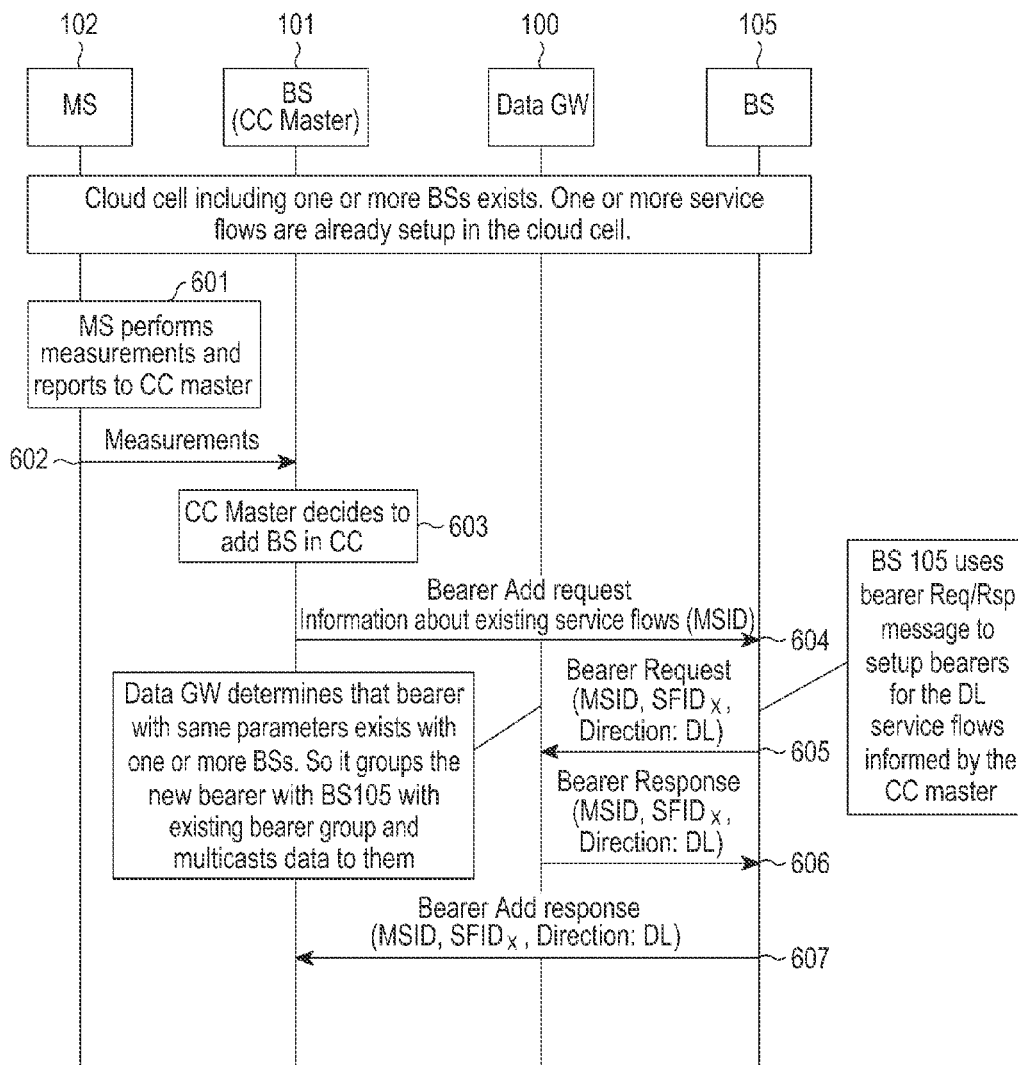 102
101
100
105
MS
BS
(CC Master)
Data GW
BS
Cloud cell including one or more BSs exists. One or more service
flows are already setup in the cloud cell.
601
MS performs
measurements and
reports to CC master
Measurements
602
CC Master decides to
add BS in CC
603
Bearer Add request
Information about existing service flows (MSID)
604
BS 105 uses
bearer Req/Rsp
message to
setup bearers
for the DL
service flows
informed by the
CC master
Data GW determines that bearer
with same parameters exists with
one or more BSs. So it groups the
new bearer with BS105 with
existing bearer group and
multicasts data to them
Bearer Request
(MSID, SFIDX,
Direction: DL)
605
Bearer Response
(MSID, SFIDX,
Direction: DL)
606
Bearer Add response
(MSID, SFIDX, Direction: DL)
607